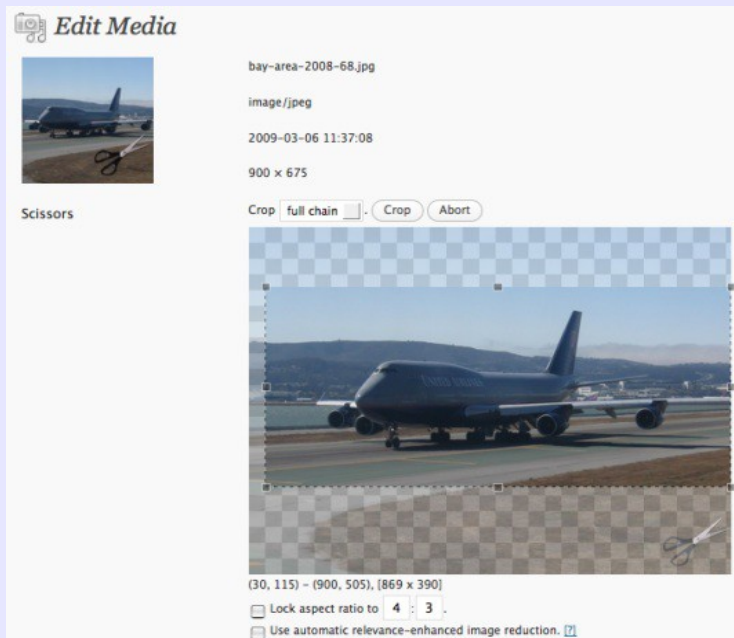 Edit Media
bay-area-2008-68.jpg
image/jpeg
2009-03-06 11:37:08
900 × 675
Scissors
Crop full chain . Crop Abort
UNITED AIRLINES
(30, 115) – (900, 505), [869 x 390]
Lock aspect ratio to 4 : 3 .
Use automatic relevance-enhanced image reduction. [?]